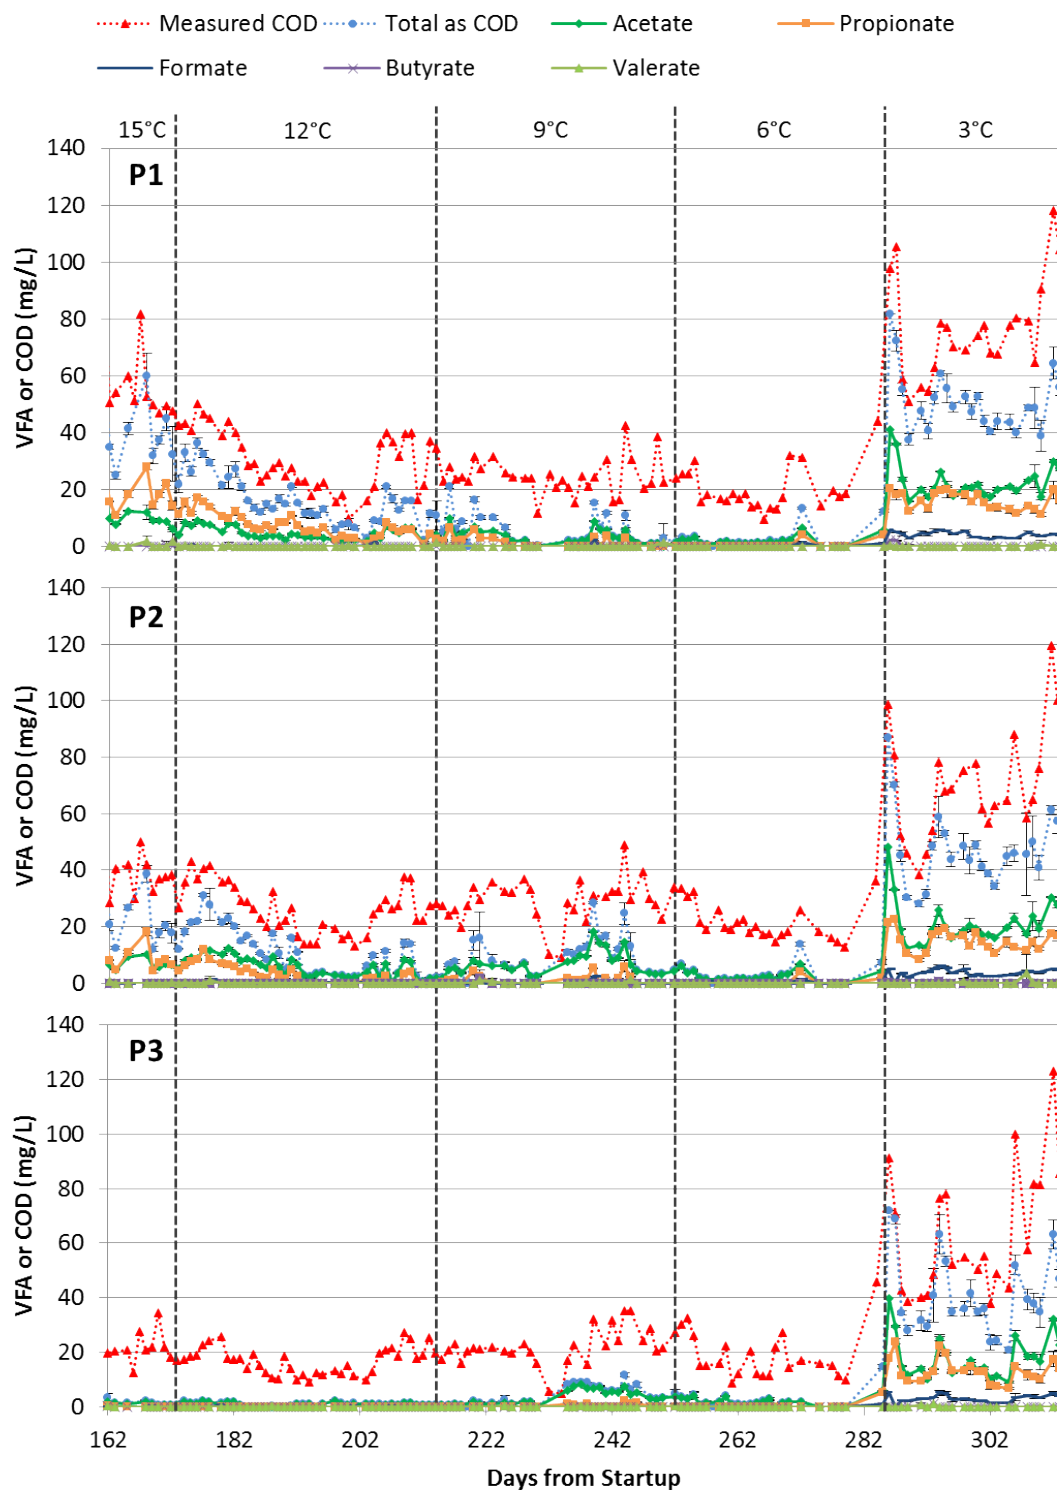 Measured COD Total as COD Acetate Propionate
Formate Butyrate Valerate
15°C 12°C 9°C 6°C 3°C
P1
VFA or COD (mg/L)
140
120
100
80
60
40
20
0
P2
VFA or COD (mg/L)
140
120
100
80
60
40
20
0
P3
VFA or COD (mg/L)
140
120
100
80
60
40
20
0
162 182 202 222 242 262 282 302
Days from Startup